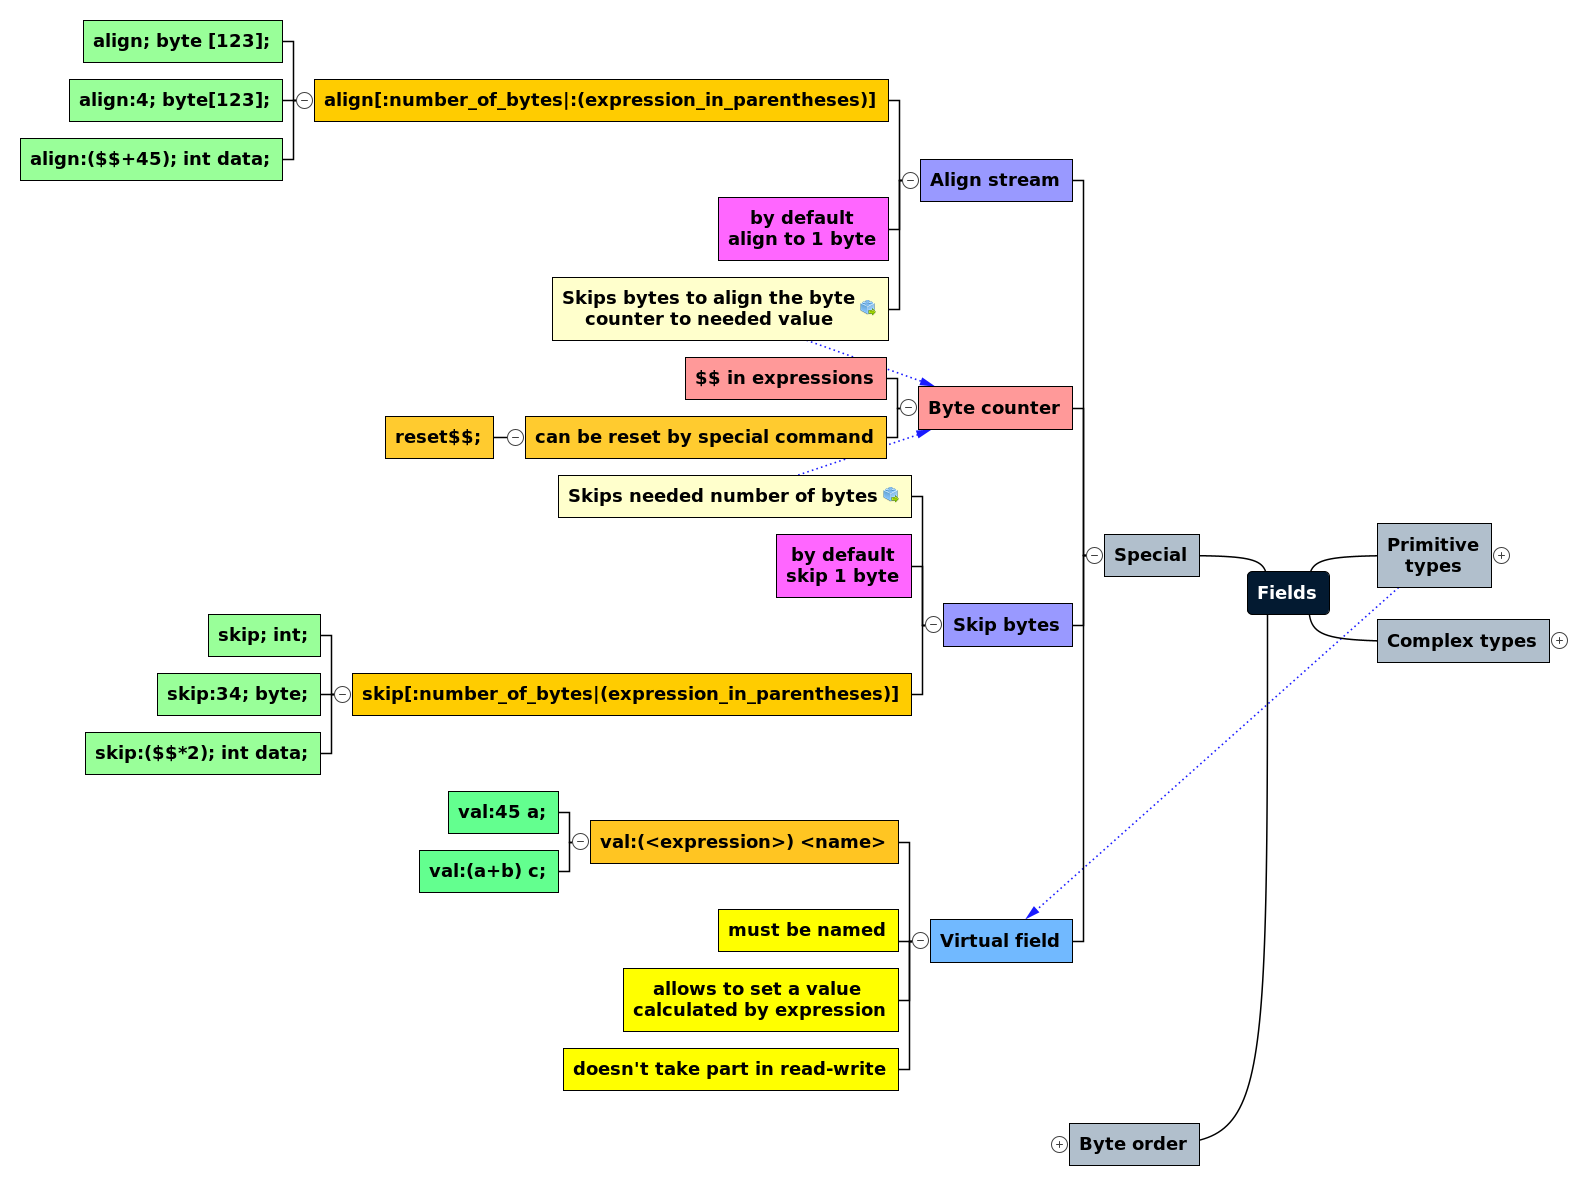 align; byte [123];
align:4; byte[123];
align:($$+45); int data;
align[:number_of_bytes|:(expression_in_parentheses)]
Align stream
by default
align to 1 byte
Skips bytes to align the byte
counter to needed value
$$ in expressions
Byte counter
reset$$;
can be reset by special command
Skips needed number of bytes
by default
skip 1 byte
Skip bytes
skip; int;
skip:34; byte;
skip:($$*2); int data;
skip[:number_of_bytes|(expression_in_parentheses)]
val:45 a;
val:(a+b) c;
val:(<expression>) <name>
must be named
Virtual field
allows to set a value
calculated by expression
doesn't take part in read-write
Special
Fields
Primitive
types
Complex types
Byte order